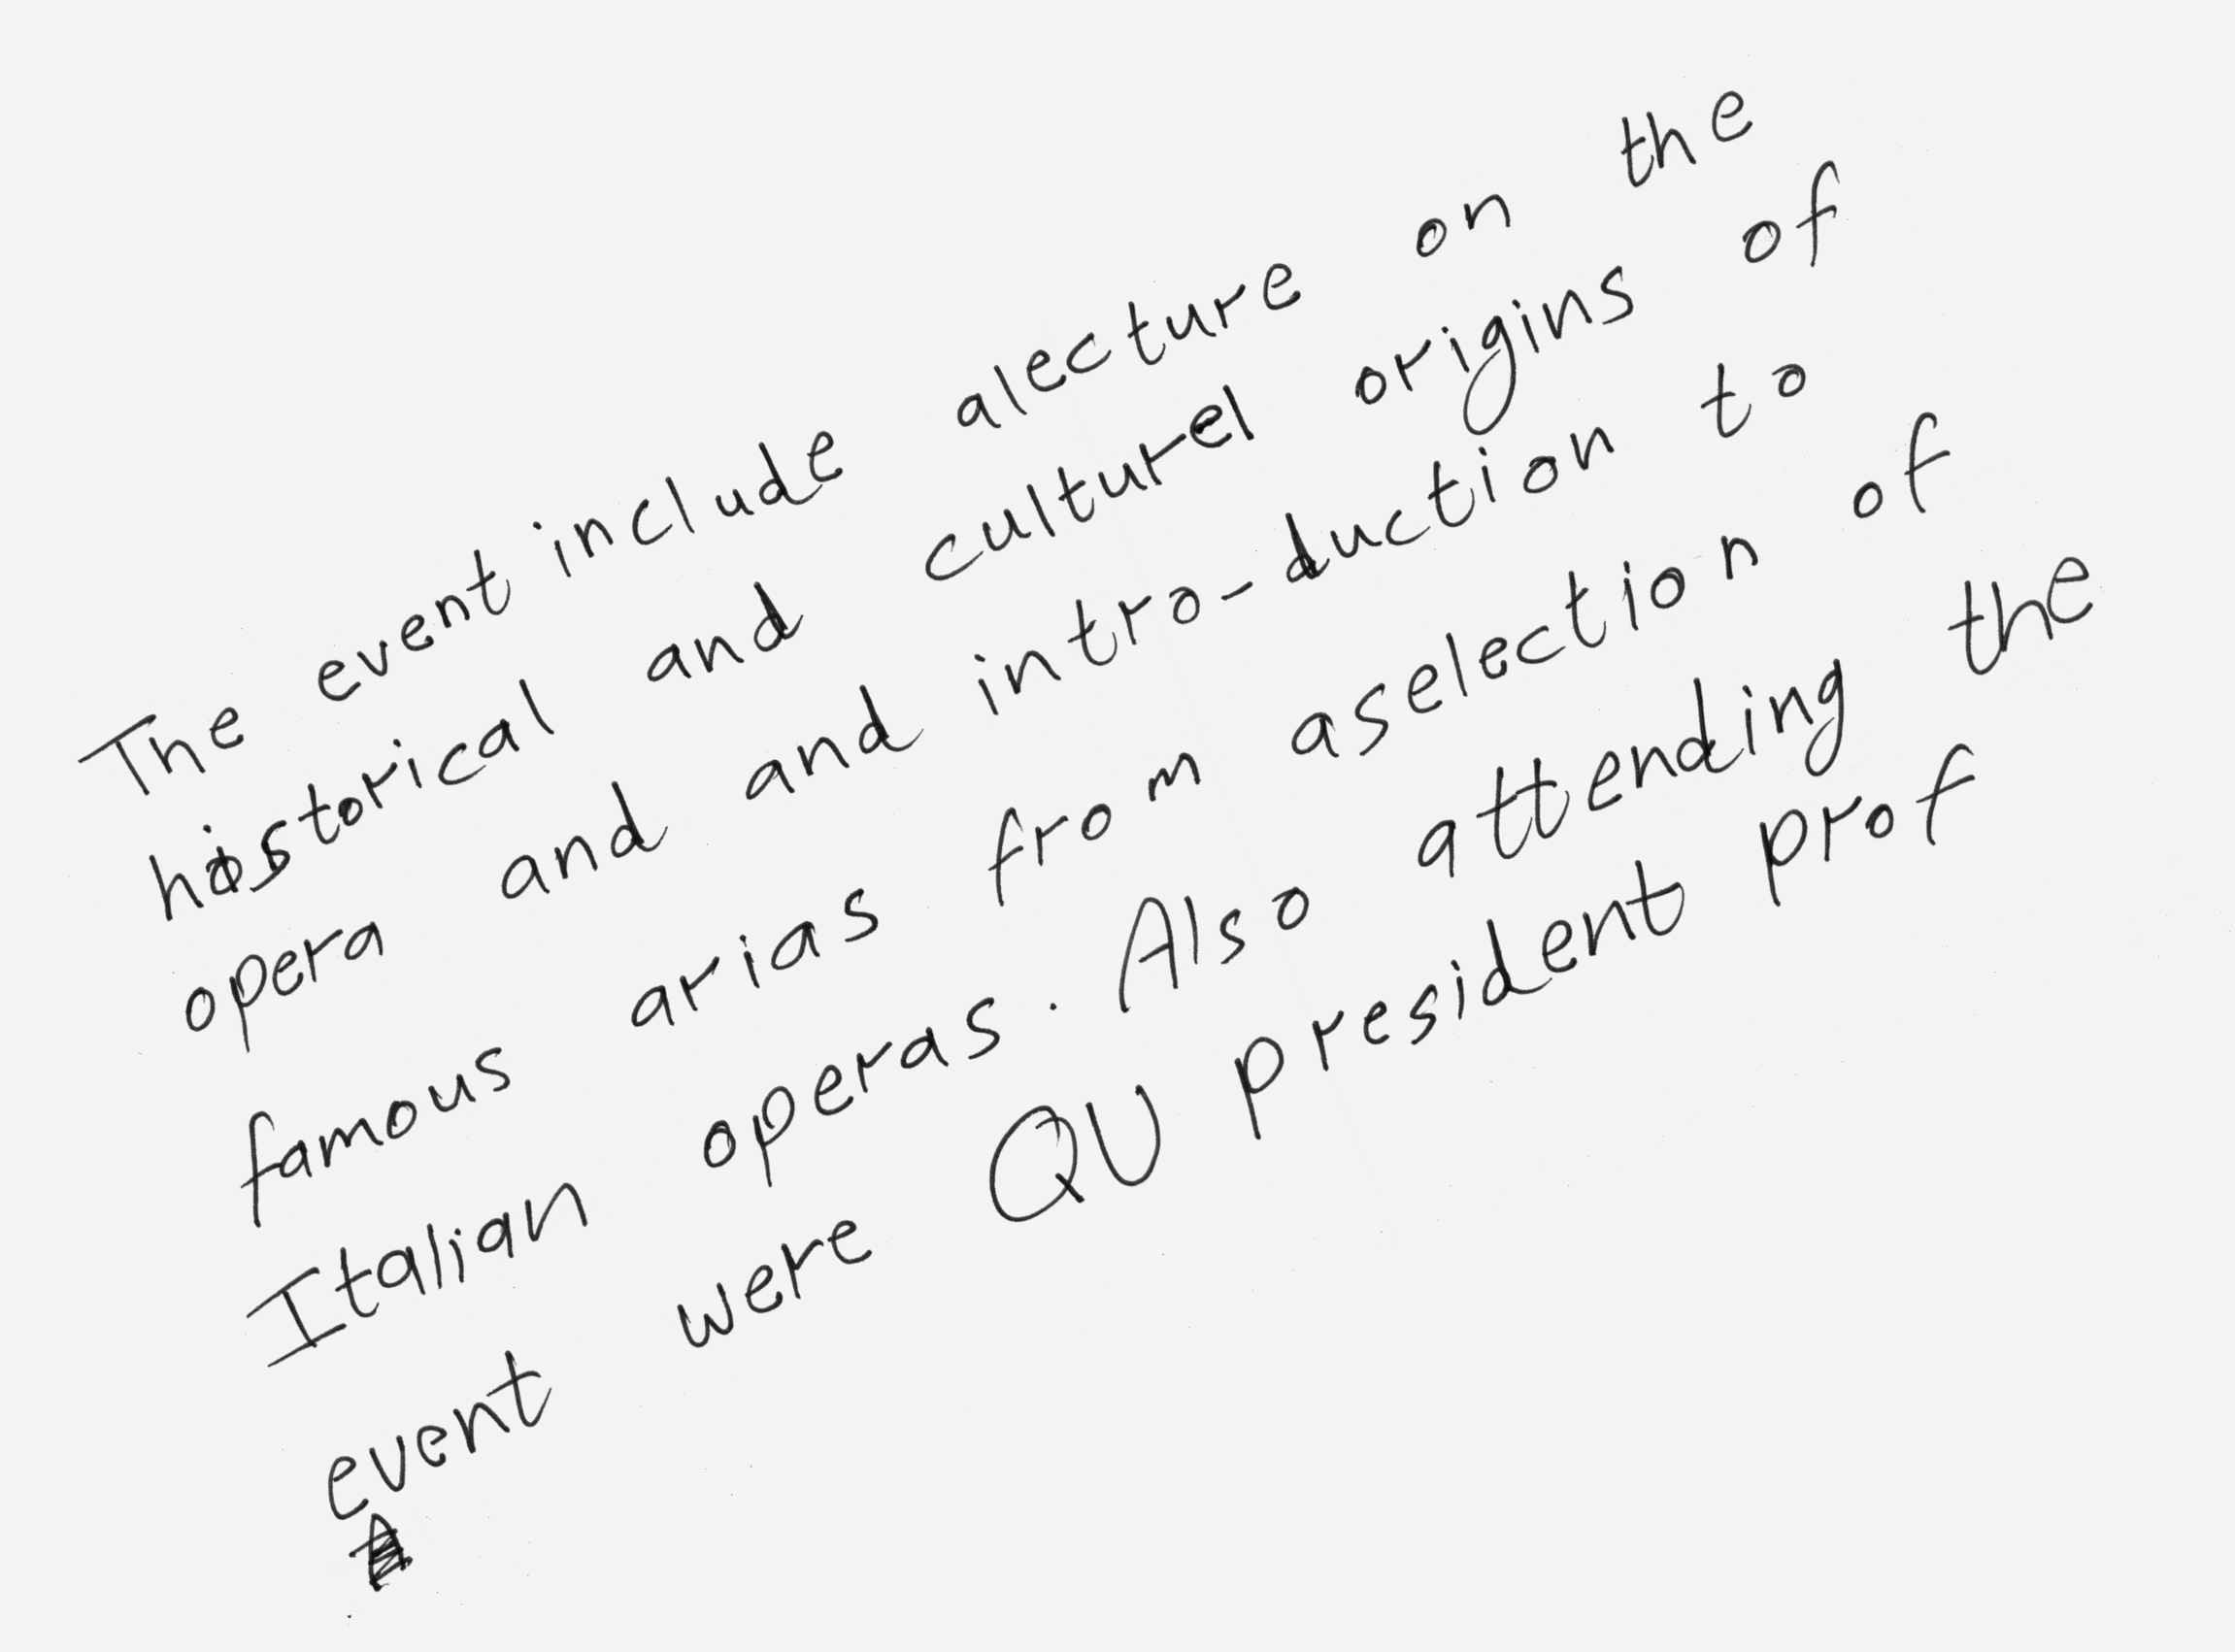 The event include alecture on the
historical and culturel origins of
opera and and intro-duction to
famous arias from aselection of
Italian operas. Also attending the
event were QU president prof